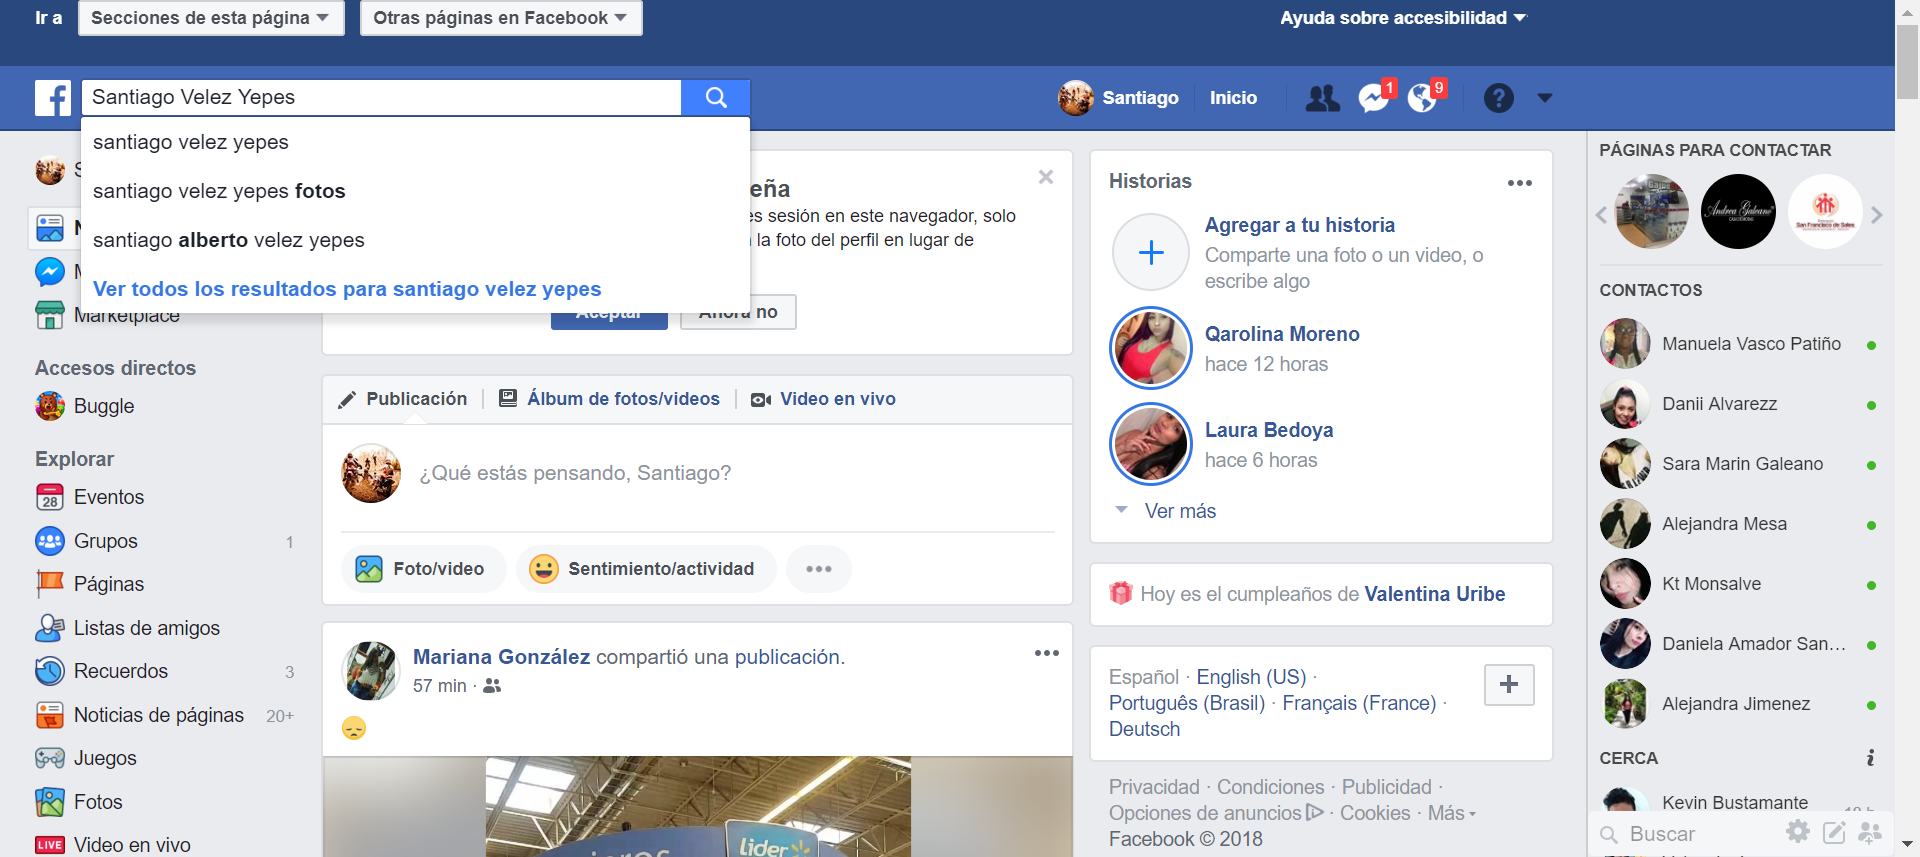 Ir a
Secciones de esta página
Otras páginas en Facebook
Ayuda sobre accesibilidad
Santiago Velez Yepes
Santiago
Inicio
1
9
santiago velez yepes
santiago velez yepes fotos
santiago alberto velez yepes
Ver todos los resultados para santiago velez yepes
Marketplace
Accesos directos
Buggle
Explorar
28
Eventos
Grupos 1
Páginas
Listas de amigos
Recuerdos 3
Noticias de páginas 20+
Juegos
Fotos
LIVE Video en vivo
eña
es sesión en este navegador, solo
la foto del perfil en lugar de
Aceptar
Ahora no
Publicación
Álbum de fotos/videos
Video en vivo
¿Qué estás pensando, Santiago?
Foto/video
Sentimiento/actividad
Mariana González compartió una publicación.
57 min ·
lider
Historias
Agregar a tu historia
Comparte una foto o un video, o
escribe algo
Qarolina Moreno
hace 12 horas
Laura Bedoya
hace 6 horas
Ver más
Hoy es el cumpleaños de Valentina Uribe
Español · English (US) ·
Português (Brasil) · Français (France) ·
Deutsch
Privacidad · Condiciones · Publicidad ·
Opciones de anuncios · Cookies · Más
Facebook © 2018
PÁGINAS PARA CONTACTAR
Andrea Galeano
San Francisco de Sales
CONTACTOS
Manuela Vasco Patiño
Danii Alvarezz
Sara Marin Galeano
Alejandra Mesa
Kt Monsalve
Daniela Amador San...
Alejandra Jimenez
CERCA
Kevin Bustamante
Buscar